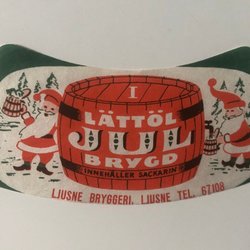 I
LÄTTÖL
JUL
BRYGD
INNEHÅLLER SACKARIN
LJUSNE BRYGGERI, LJUSNE TEL. 67108